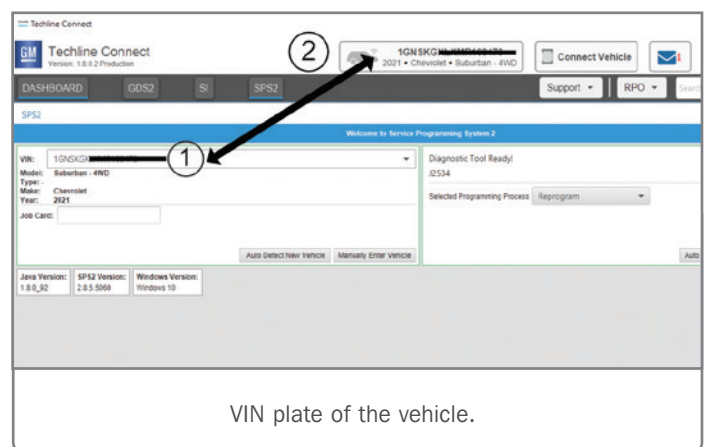 Techline Connect
GM
Techline Connect
Version: 1.8.0.2 Production
2
1GNSKG
2021 • Chevrolet • Suburban - 4WD
Connect Vehicle
1
DASHBOARD GDS2 SI SPS2
Support RPO
SPS2
Welcome to Service Programming System 2
VIN: 1GNSKGK
1
Diagnostic Tool Ready!
J2534
Model: Suburban - 4WD
Type: -
Make: Chevrolet
Year: 2021
Selected Programming Process Reprogram
Job Card:
Auto Detect New Vehicle Manually Enter Vehicle
Auto
Java Version: SPS2 Version: Windows Version:
1.8.0_92 2.8.5.5060 Windows 10
VIN plate of the vehicle.